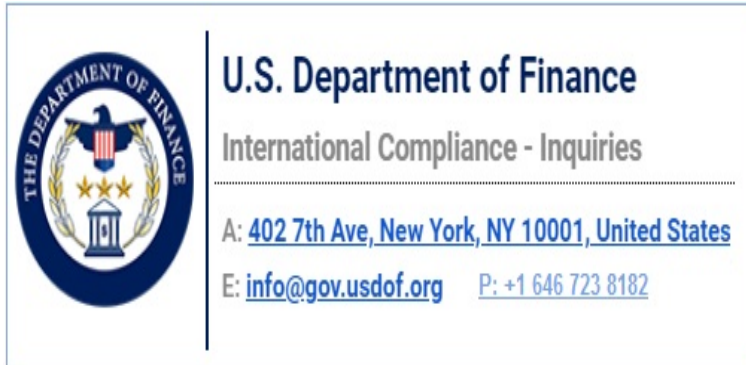 THE DEPARTMENT OF FINANCE
U.S. Department of Finance
International Compliance - Inquiries
A: 402 7th Ave, New York, NY 10001, United States
E: info@gov.usdof.org P: +1 646 723 8182